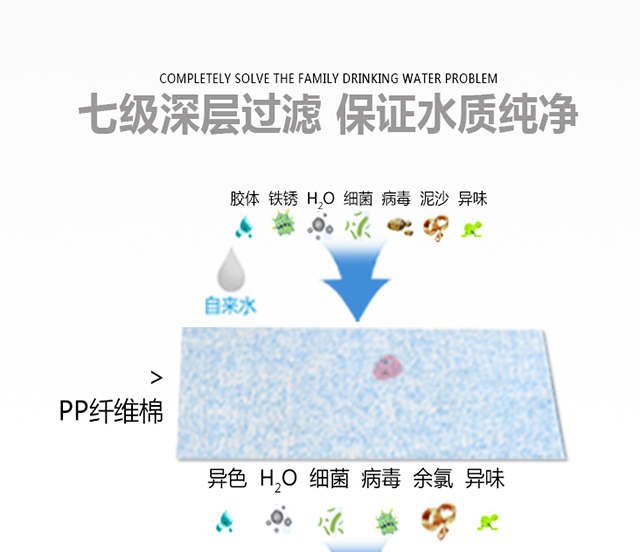 COMPLETELY SOLVE THE FAMILY DRINKING WATER PROBLEM
七级深层过滤 保证水质纯净
胶体 铁锈 H₂O 细菌 病毒 泥沙 异味
自来水
>
PP纤维棉
异色 H₂O 细菌 病毒 余氯 异味